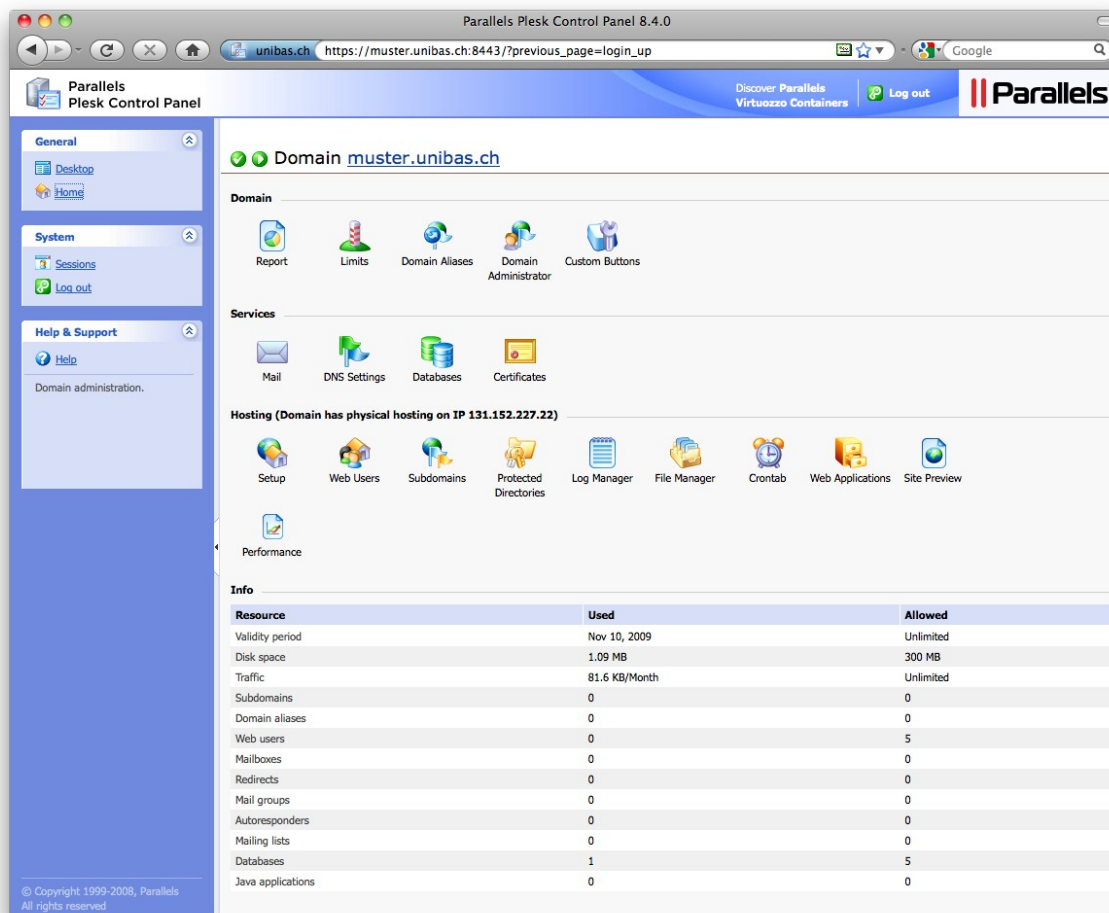 Parallels Plesk Control Panel 8.4.0
unibas.ch https://muster.unibas.ch:8443/?previous_page=login_up Google
Parallels
Plesk Control Panel
Discover Parallels
Virtuozzo Containers
Log out
Parallels
General
Desktop
Home
System
Sessions
Log out
Help & Support
Help
Domain administration.
Domain muster.unibas.ch
Domain
Report Limits Domain Aliases Domain Administrator Custom Buttons
Services
Mail DNS Settings Databases Certificates
Hosting (Domain has physical hosting on IP 131.152.227.22)
Setup Web Users Subdomains Protected Directories Log Manager File Manager Crontab Web Applications Site Preview
Performance
Info
Resource Used Allowed
Validity period Nov 10, 2009 Unlimited
Disk space 1.09 MB 300 MB
Traffic 81.6 KB/Month Unlimited
Subdomains 0 0
Domain aliases 0 0
Web users 0 5
Mailboxes 0 0
Redirects 0 0
Mail groups 0 0
Autoresponders 0 0
Mailing lists 0 0
Databases 1 5
Java applications 0 0
© Copyright 1999-2008, Parallels
All rights reserved